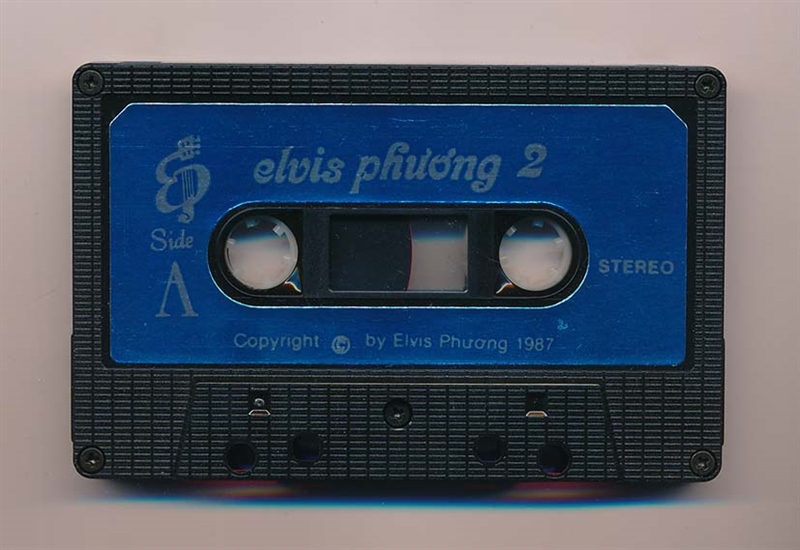 elvis phương 2
Side
A
STEREO
Copyright © by Elvis Phương 1987